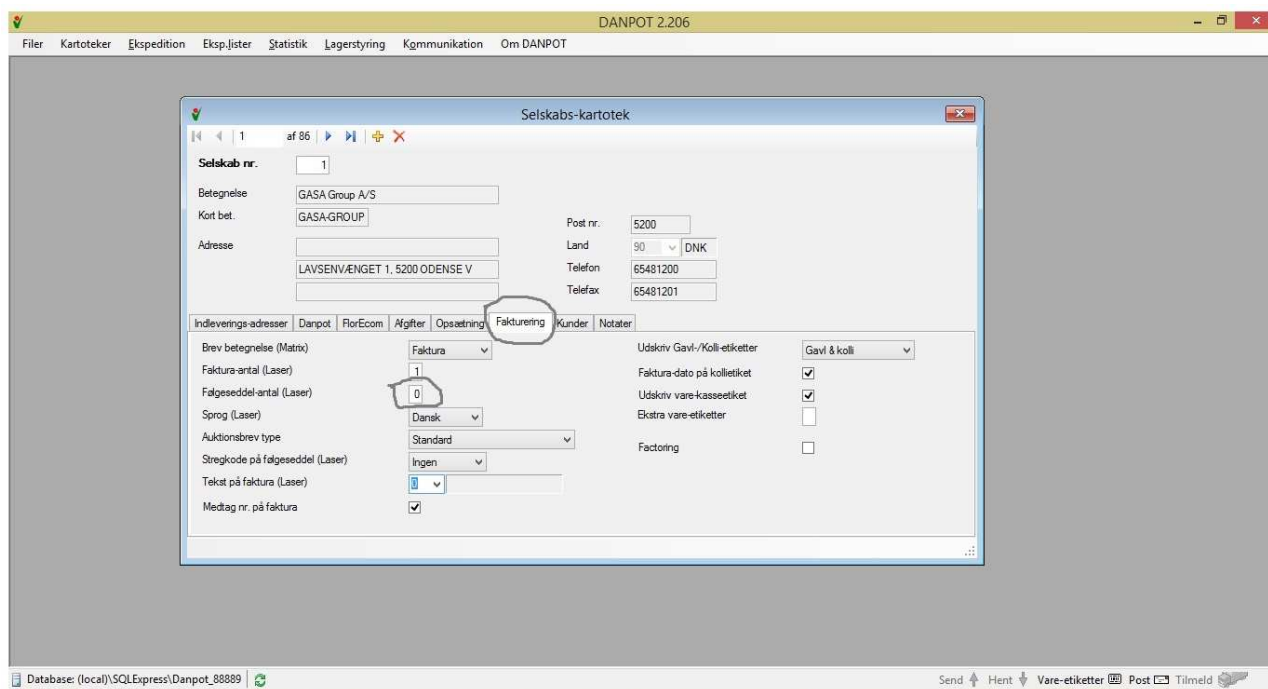 DANPOT 2.206
Filer Kartoteker Ekspedition Eksp.lister Statistik Lagerstyring Kommunikation Om DANPOT
Selskabs-kartotek
1 af 86
Selskab nr. 1
Betegnelse GASA Group A/S
Kort bet. GASA-GROUP
Post nr. 5200
Adresse
Land 90 DNK
LAVSENVÆNGET 1, 5200 ODENSE V
Telefon 65481200
Telefax 65481201
Indleverings-adresser Danpot FlorEcom Afgifter Opsætning Fakturering Kunder Notater
Brev betegnelse (Matrix) Faktura
Udskriv Gavl-/Kolli-etiketter Gavl & kolli
Faktura-antal (Laser) 1
Faktura-dato på kollietiket
Følgeseddel-antal (Laser) 0
Udskriv vare-kasseetiket
Sprog (Laser) Dansk
Ekstra vare-etiketter
Auktionsbrev type Standard
Factoring
Stregkode på følgeseddel (Laser) Ingen
Tekst på faktura (Laser) 0
Medtag nr. på faktura
Database: (local)\SQLExpress\Danpot_88889 Send Hent Vare-etiketter Post Tilmeld